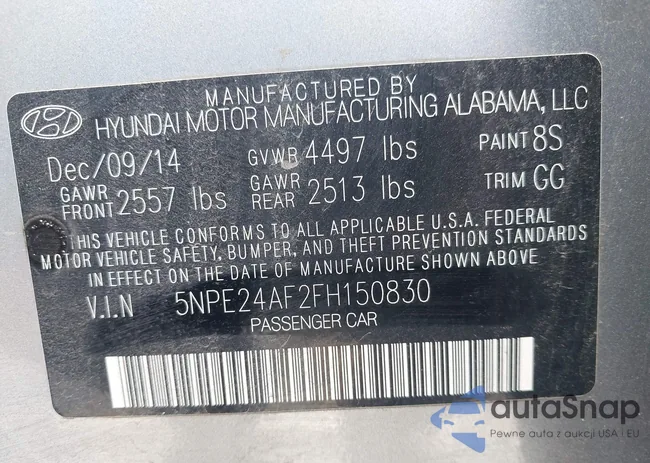 MANUFACTURED BY
HYUNDAI MOTOR MANUFACTURING ALABAMA, LLC
Dec/09/14 GVWR 4497 lbs PAINT 8S
GAWR FRONT 2557 lbs GAWR REAR 2513 lbs TRIM GG
THIS VEHICLE CONFORMS TO ALL APPLICABLE U.S.A. FEDERAL
MOTOR VEHICLE SAFETY, BUMPER, AND THEFT PREVENTION STANDARDS
IN EFFECT ON THE DATE OF MANUFACTURE SHOWN ABOVE
V.I.N 5NPE24AF2FH150830
PASSENGER CAR
autaSnap
Pewne auta z aukcji USA i EU